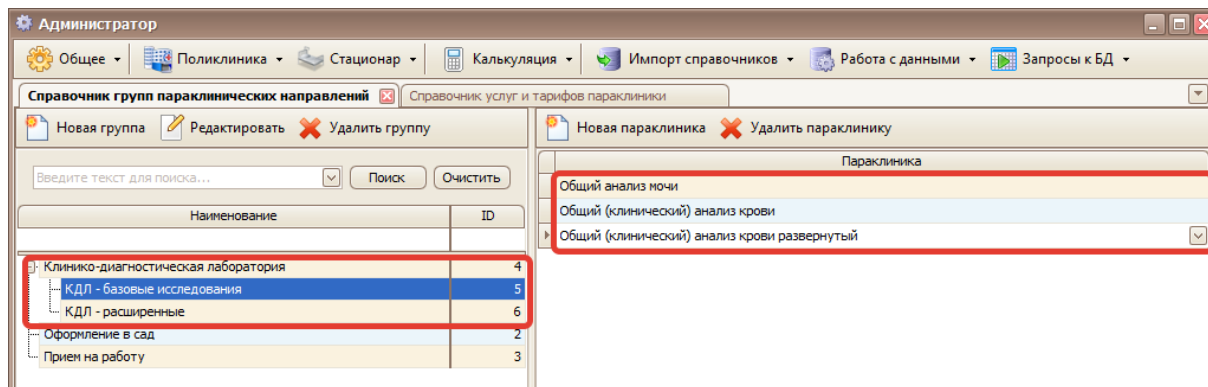 Администратор
Общее Поликлиника Стационар Калькуляция Импорт справочников Работа с данными Запросы к БД
Справочник групп параклинических направлений Справочник услуг и тарифов параклиники
Новая группа Редактировать Удалить группу
Новая параклиника Удалить параклинику
Введите текст для поиска... Поиск Очистить
Наименование ID
Клинико-диагностическая лаборатория 4
КДЛ - базовые исследования 5
КДЛ - расширенные 6
Оформление в сад 2
Прием на работу 3
Параклиника
Общий анализ мочи
Общий (клинический) анализ крови
Общий (клинический) анализ крови развернутый